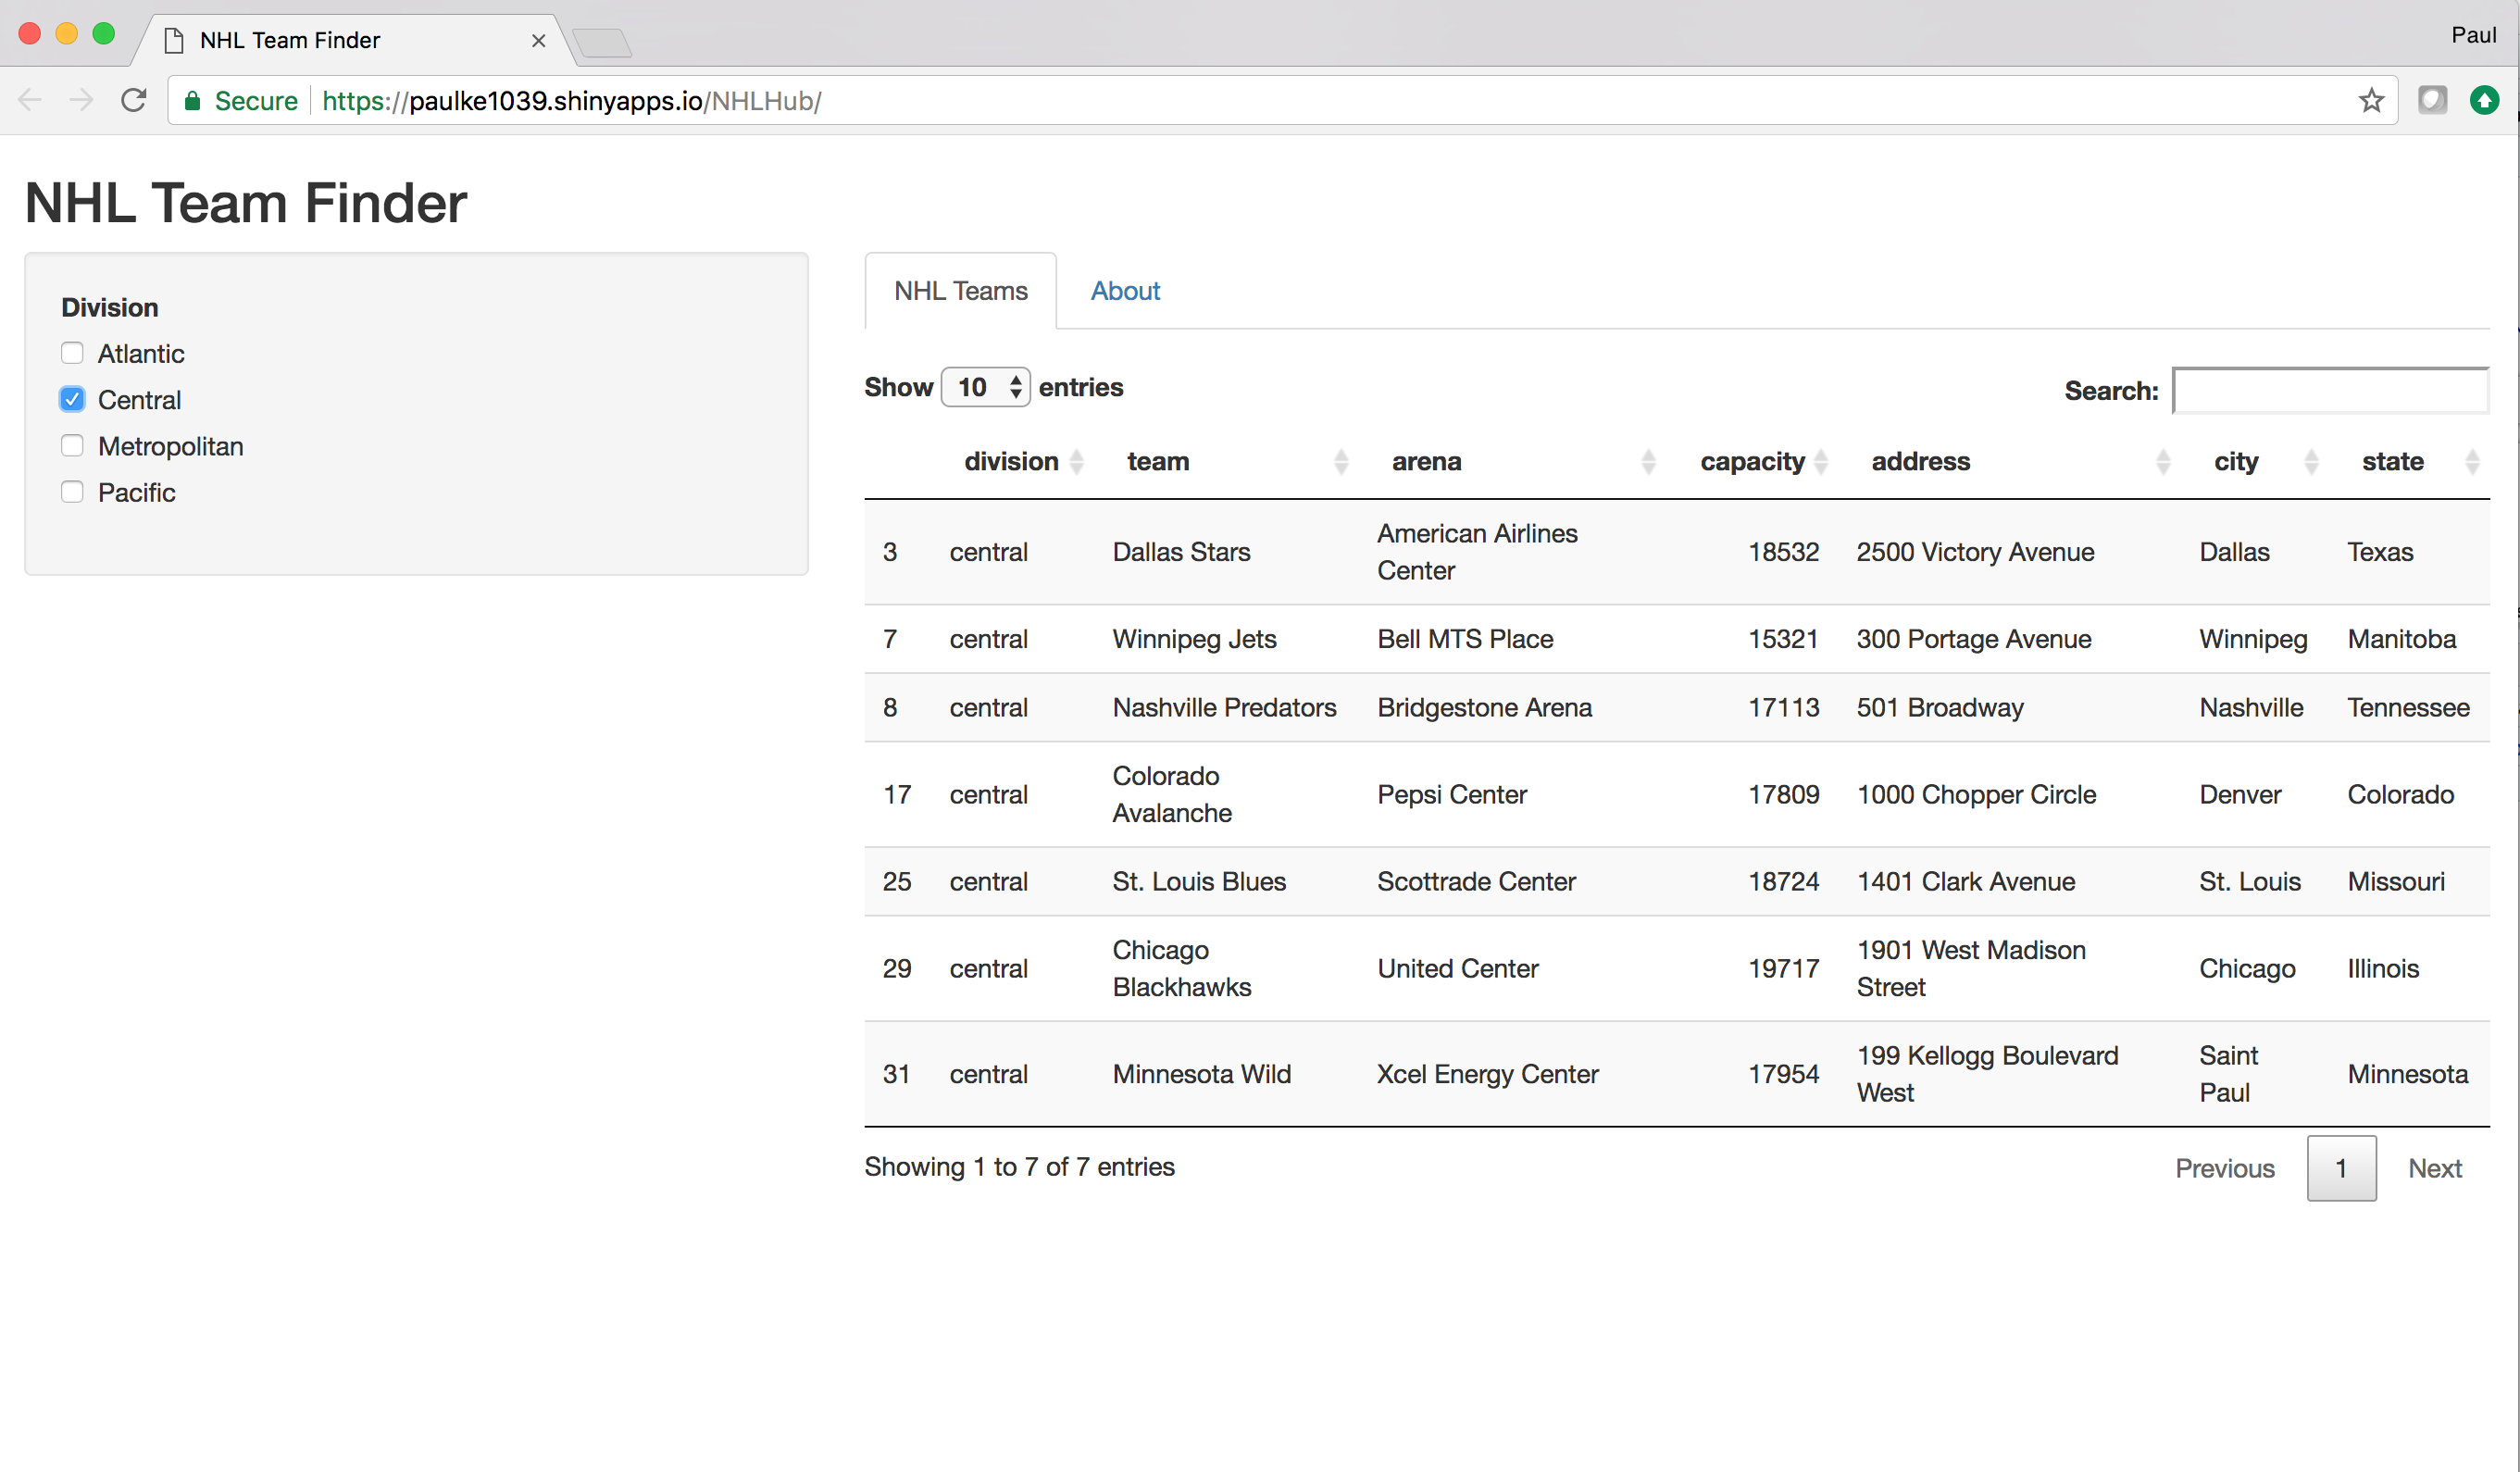 NHL Team Finder
Paul
Secure https://paulke1039.shinyapps.io/NHLHub/
NHL Team Finder
Division
Atlantic
Central
Metropolitan
Pacific
NHL Teams About
Show 10 entries Search:
division team arena capacity address city state
3 central Dallas Stars American Airlines Center 18532 2500 Victory Avenue Dallas Texas
7 central Winnipeg Jets Bell MTS Place 15321 300 Portage Avenue Winnipeg Manitoba
8 central Nashville Predators Bridgestone Arena 17113 501 Broadway Nashville Tennessee
17 central Colorado Avalanche Pepsi Center 17809 1000 Chopper Circle Denver Colorado
25 central St. Louis Blues Scottrade Center 18724 1401 Clark Avenue St. Louis Missouri
29 central Chicago Blackhawks United Center 19717 1901 West Madison Street Chicago Illinois
31 central Minnesota Wild Xcel Energy Center 17954 199 Kellogg Boulevard West Saint Paul Minnesota
Showing 1 to 7 of 7 entries Previous 1 Next